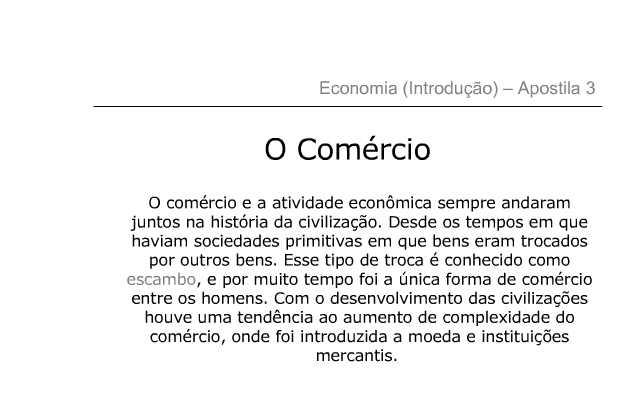 Economia (Introdução) – Apostila 3
O Comércio
O comércio e a atividade econômica sempre andaram
juntos na história da civilização. Desde os tempos em que
haviam sociedades primitivas em que bens eram trocados
por outros bens. Esse tipo de troca é conhecido como
escambo, e por muito tempo foi a única forma de comércio
entre os homens. Com o desenvolvimento das civilizações
houve uma tendência ao aumento de complexidade do
comércio, onde foi introduzida a moeda e instituições
mercantis.